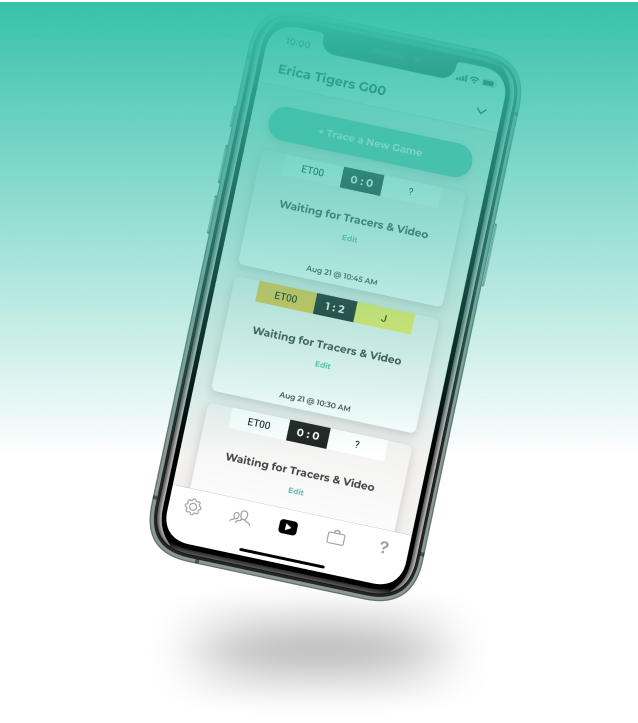 10:00
Erica Tigers G00
+ Trace a New Game
ET00 0 : 0 ?
Waiting for Tracers & Video
Edit
Aug 21 @ 10:45 AM
ET00 1 : 2 J
Waiting for Tracers & Video
Edit
Aug 21 @ 10:30 AM
ET00 0 : 0 ?
Waiting for Tracers & Video
Edit
?